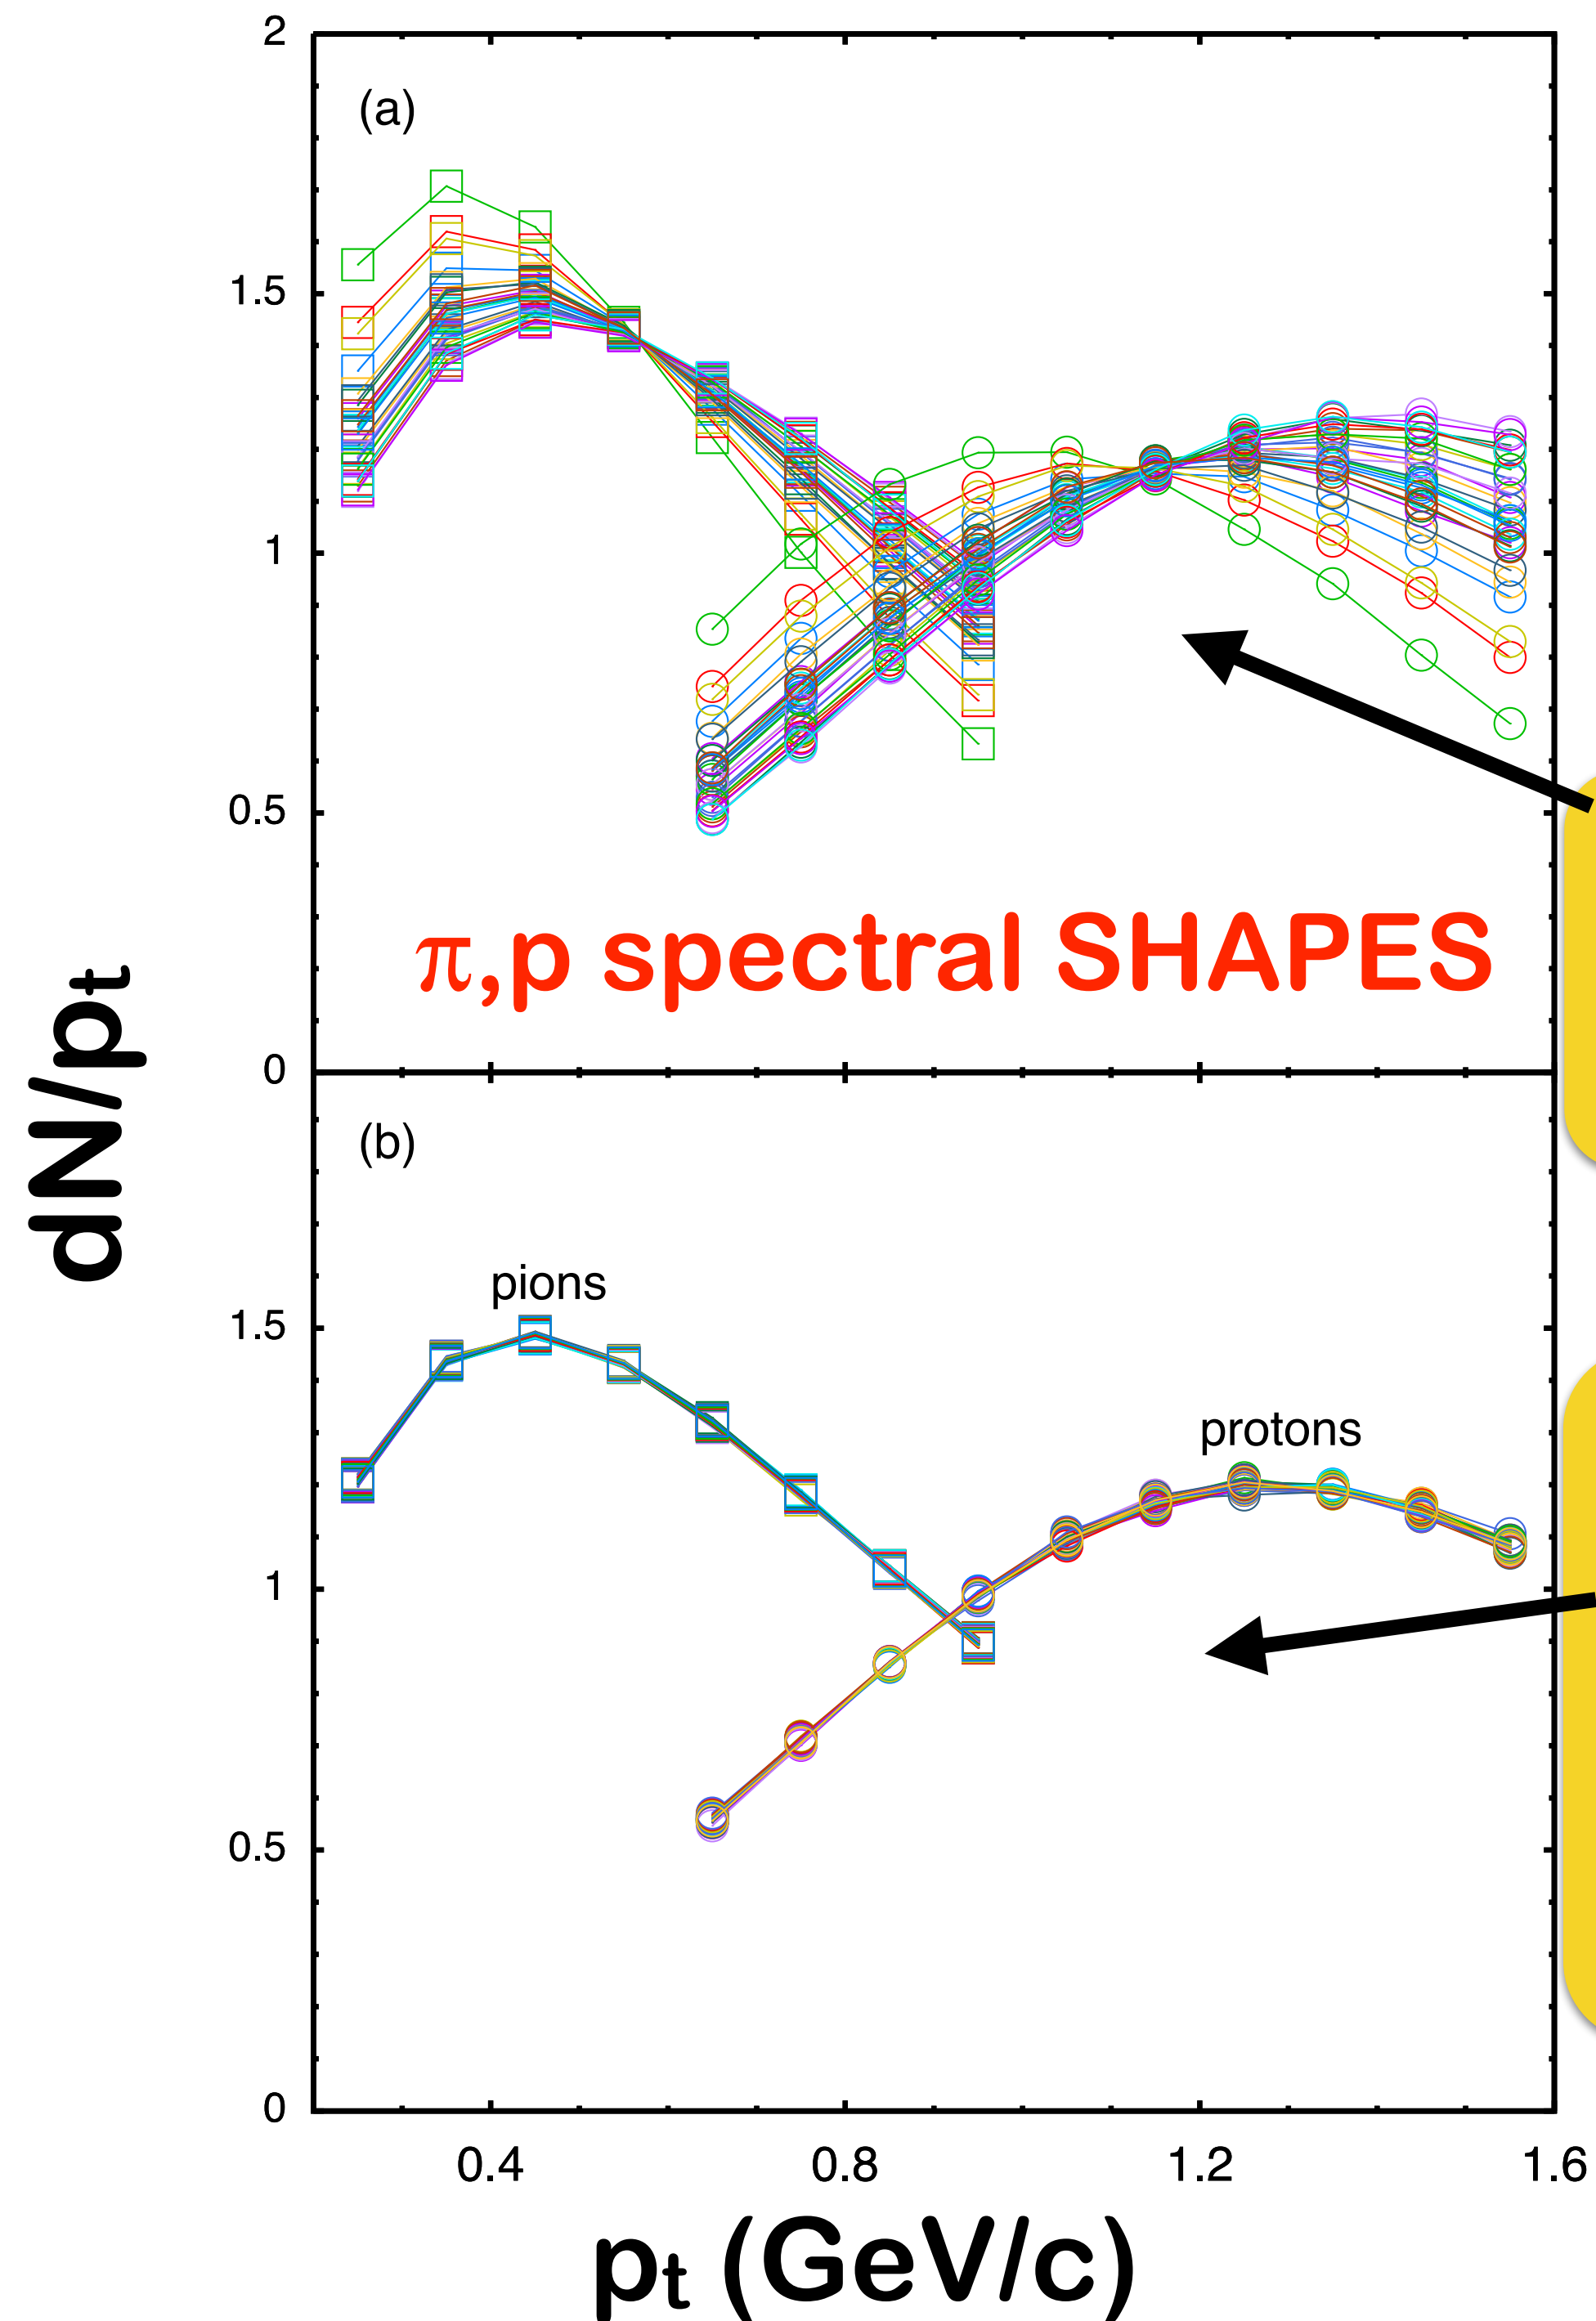 2
(a)
1.5
1
0.5
π,p spectral SHAPES
0
dN/pt
(b)
pions
1.5
protons
1
0.5
0
0.4 0.8 1.2 1.6
pt (GeV/c)